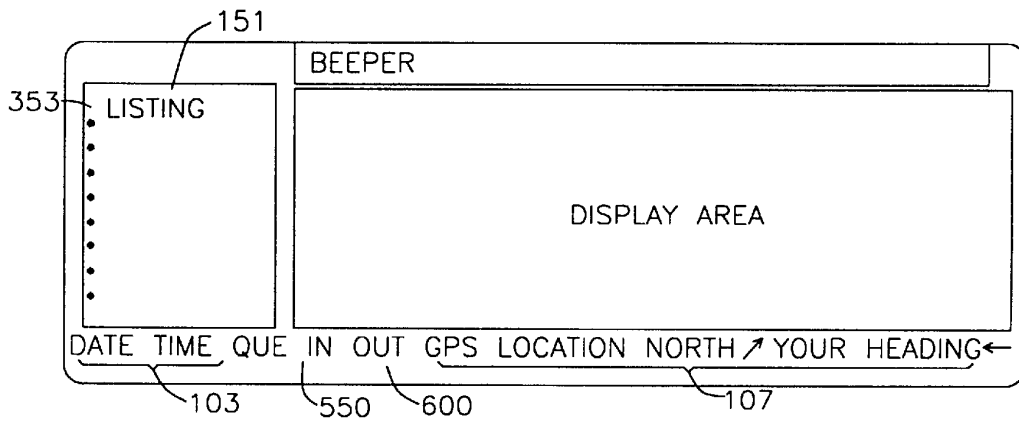 151
BEEPER
353
LISTING
DISPLAY AREA
DATE TIME QUE IN OUT GPS LOCATION NORTH↗YOUR HEADING←
103
550
600
107